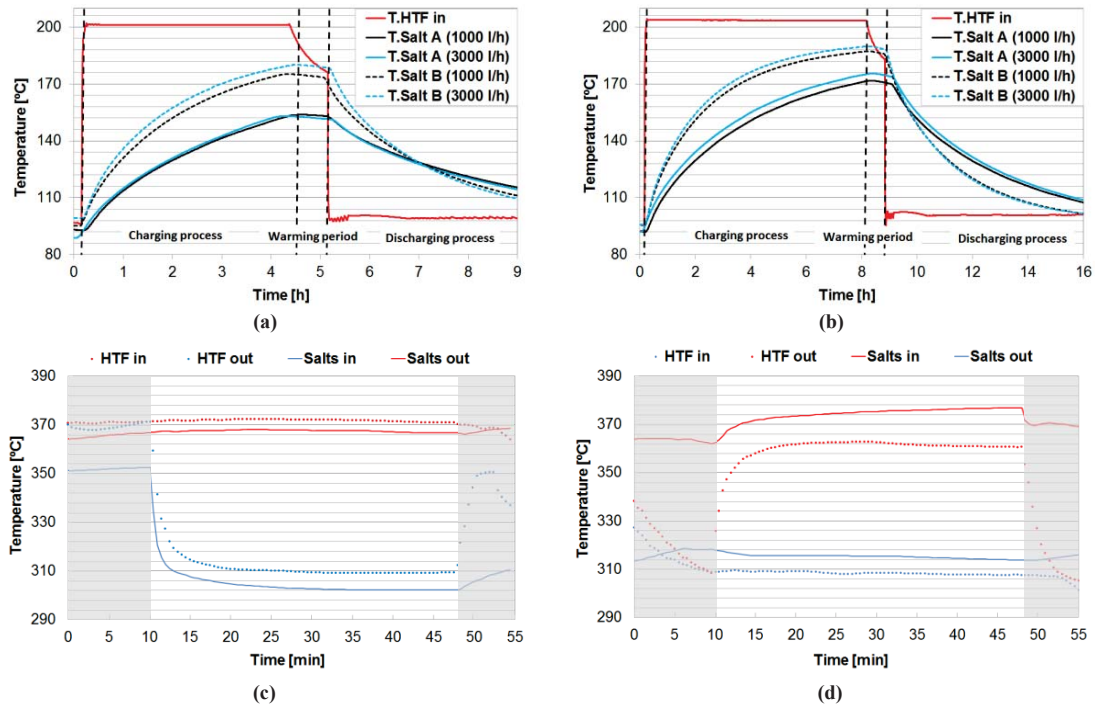 T.HTF in
T.Salt A (1000 l/h)
T.Salt A (3000 l/h)
T.Salt B (1000 l/h)
T.Salt B (3000 l/h)
200
170
140
110
80
Temperature [ºC]
Charging process
Warming period
Discharging process
0 1 2 3 4 5 6 7 8 9
Time [h]
(a)
T.HTF in
T.Salt A (1000 l/h)
T.Salt A (3000 l/h)
T.Salt B (1000 l/h)
T.Salt B (3000 l/h)
200
170
140
110
80
Temperature [ºC]
Charging process
Warming period
Discharging process
0 2 4 6 8 10 12 14 16
Time [h]
(b)
HTF in HTF out Salts in Salts out
390
370
350
330
310
290
Temperature [ºC]
0 5 10 15 20 25 30 35 40 45 50 55
Time [min]
(c)
HTF in HTF out Salts in Salts out
390
370
350
330
310
290
Temperature [ºC]
0 5 10 15 20 25 30 35 40 45 50 55
Time [min]
(d)